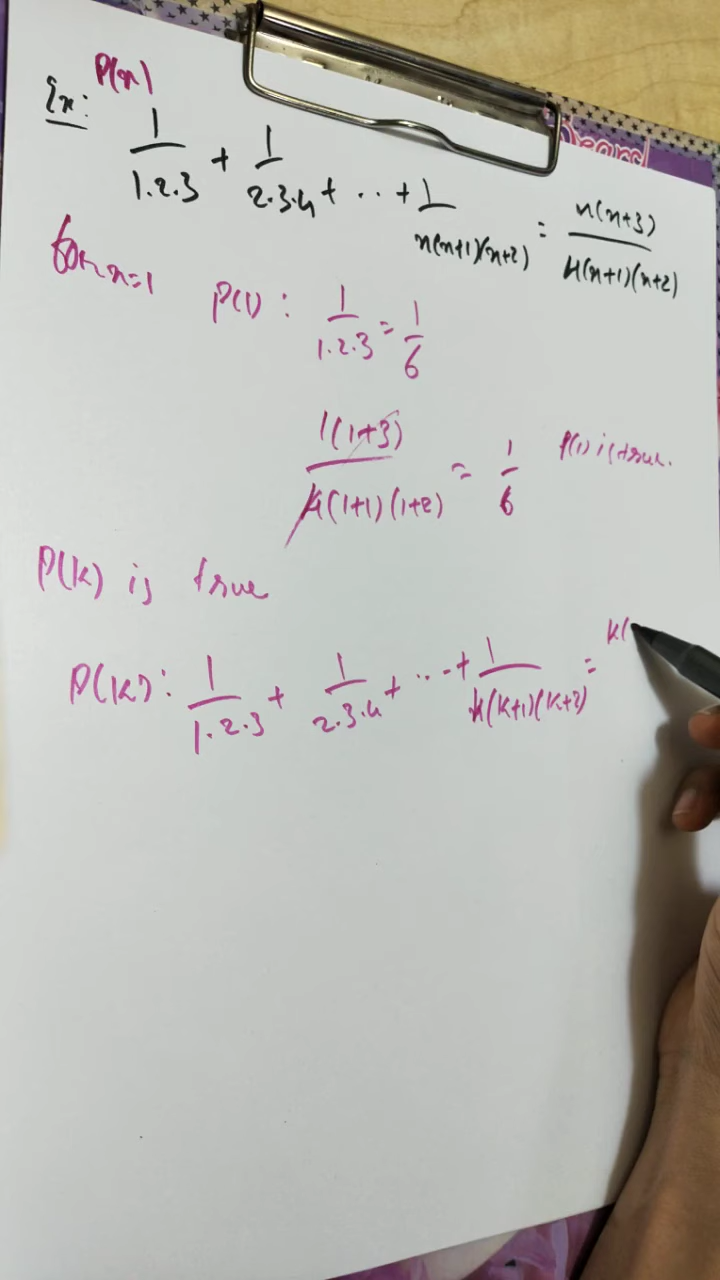 P(n)
Ex: 1/1.2.3 + 1/2.3.4 + .. + 1/n(n+1)(n+2) = n(n+3)/4(n+1)(n+2)
for n=1 P(1) : 1/1.2.3 = 1/6
1(1+3)/4(1+1)(1+2) = 1/6 P(1) is true.
P(k) is true
P(k): 1/1.2.3 + 1/2.3.4 + ... + 1/k(k+1)(k+2) = k(